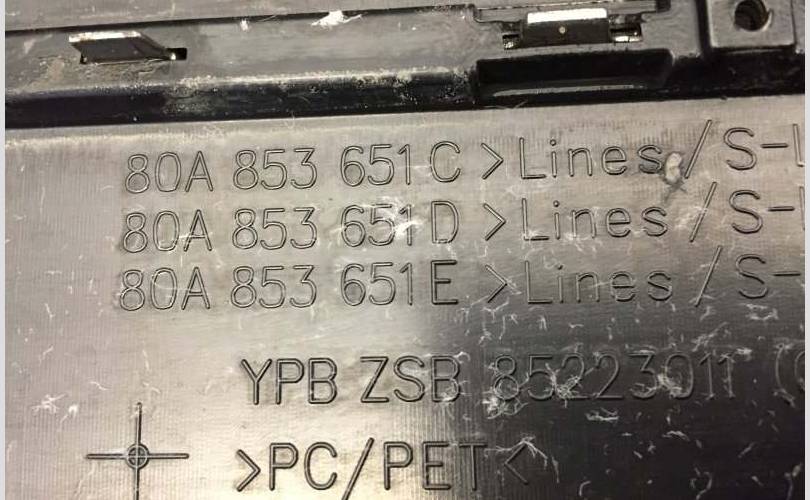 80A 853 651 C >Lines/S-L
80A 853 651 D >Lines/S-
80A 853 651 E >Lines/S-
YPB ZSB 85223011
>PC/PET<